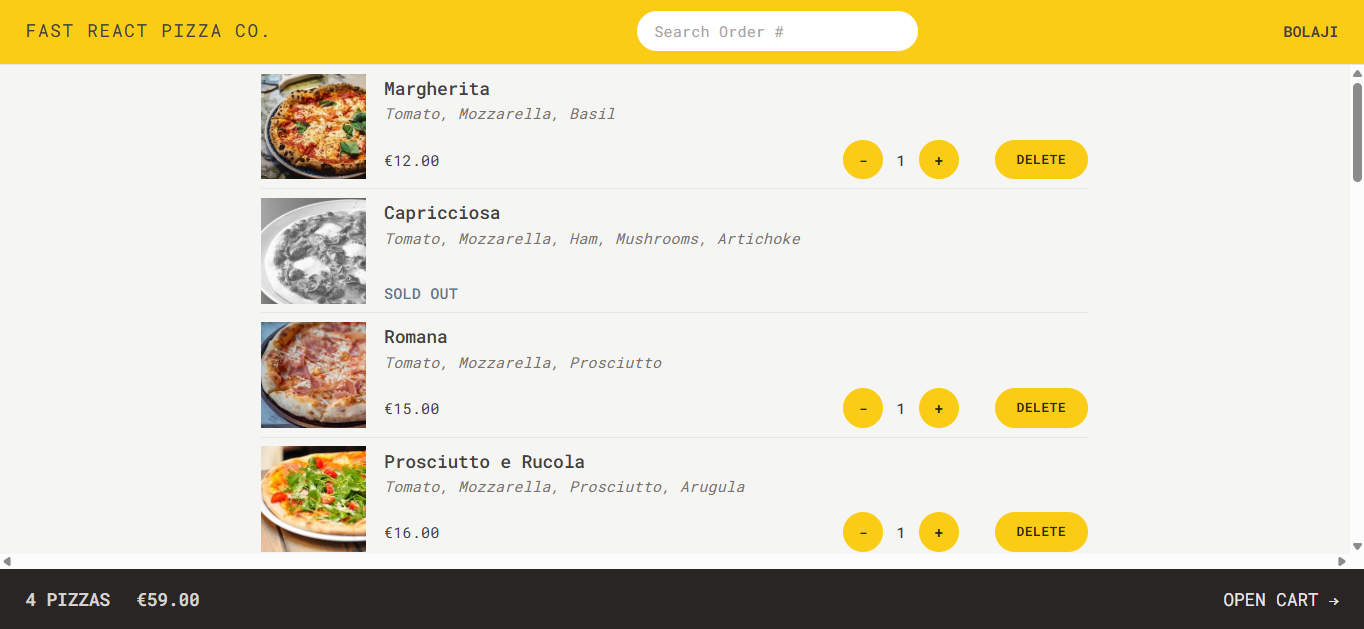 FAST REACT PIZZA CO.
Search Order #
BOLAJI
Margherita
Tomato, Mozzarella, Basil
€12.00
- 1 + DELETE
Capricciosa
Tomato, Mozzarella, Ham, Mushrooms, Artichoke
SOLD OUT
Romana
Tomato, Mozzarella, Prosciutto
€15.00
- 1 + DELETE
Prosciutto e Rucola
Tomato, Mozzarella, Prosciutto, Arugula
€16.00
- 1 + DELETE
4 PIZZAS €59.00
OPEN CART →